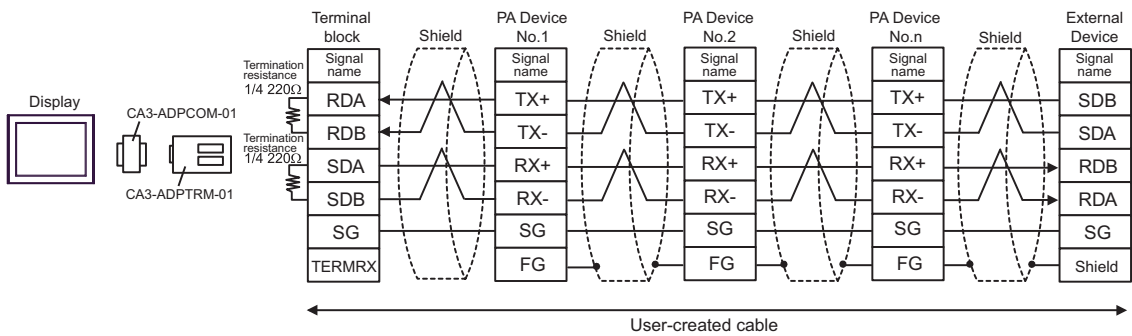 Display
CA3-ADPCOM-01
CA3-ADPTRM-01
Termination
resistance
1/4 220Ω
Termination
resistance
1/4 220Ω
Terminal
block
Signal
name
RDA
RDB
SDA
SDB
SG
TERMRX
Shield
PA Device
No.1
Signal
name
TX+
TX-
RX+
RX-
SG
FG
Shield
PA Device
No.2
Signal
name
TX+
TX-
RX+
RX-
SG
FG
Shield
PA Device
No.n
Signal
name
TX+
TX-
RX+
RX-
SG
FG
Shield
External
Device
Signal
name
SDB
SDA
RDB
RDA
SG
Shield
User-created cable